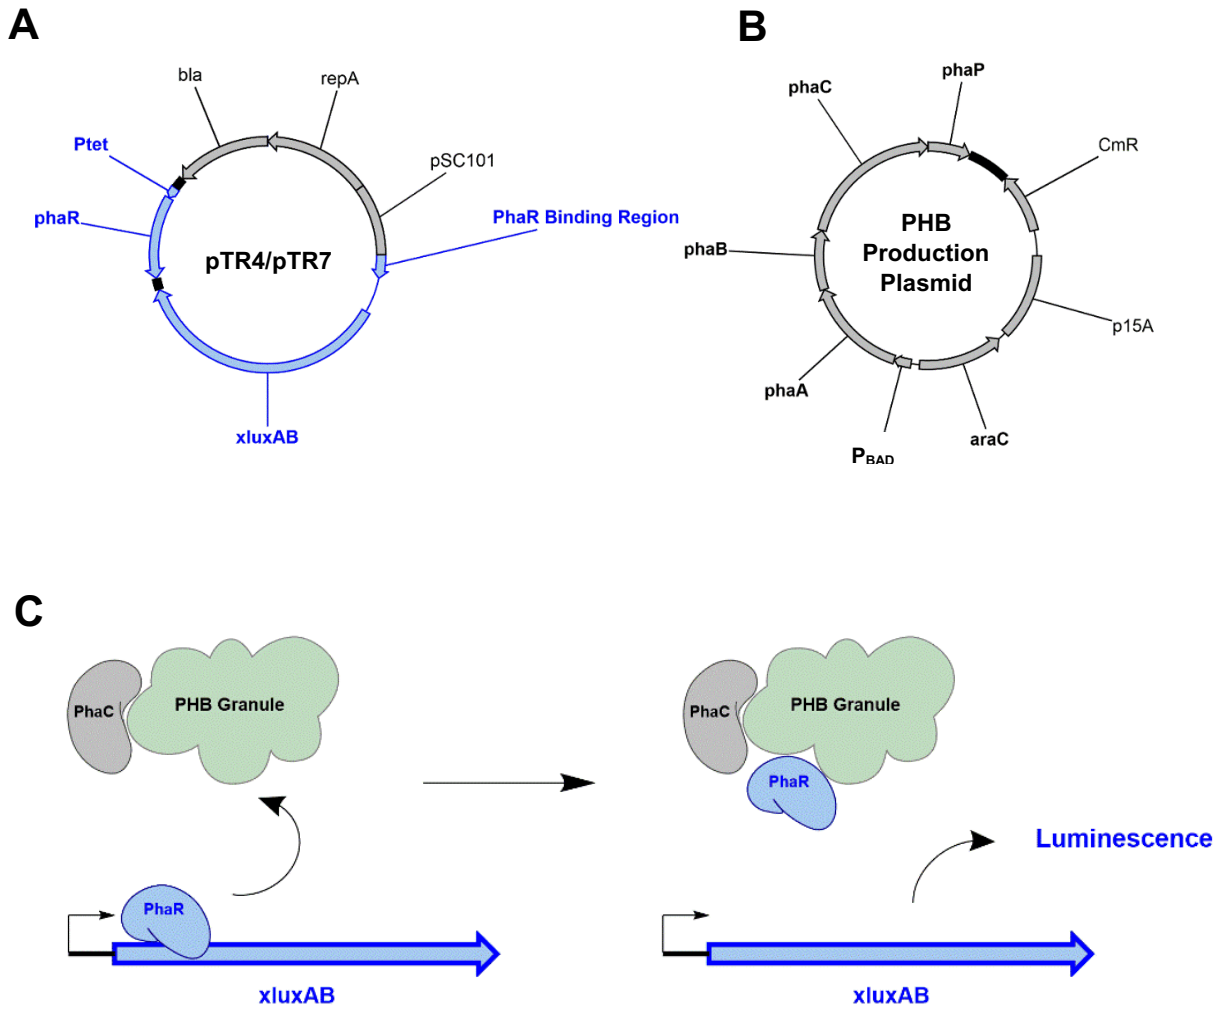 A
bla
repA
Ptet
pSC101
phaR
PhaR Binding Region
pTR4/pTR7
xluxAB
B
phaP
phaC
CmR
phaB
PHB
Production
Plasmid
p15A
phaA
araC
PBAD
C
PhaC
PHB Granule
PhaR
xluxAB
PhaC
PHB Granule
PhaR
Luminescence
xluxAB